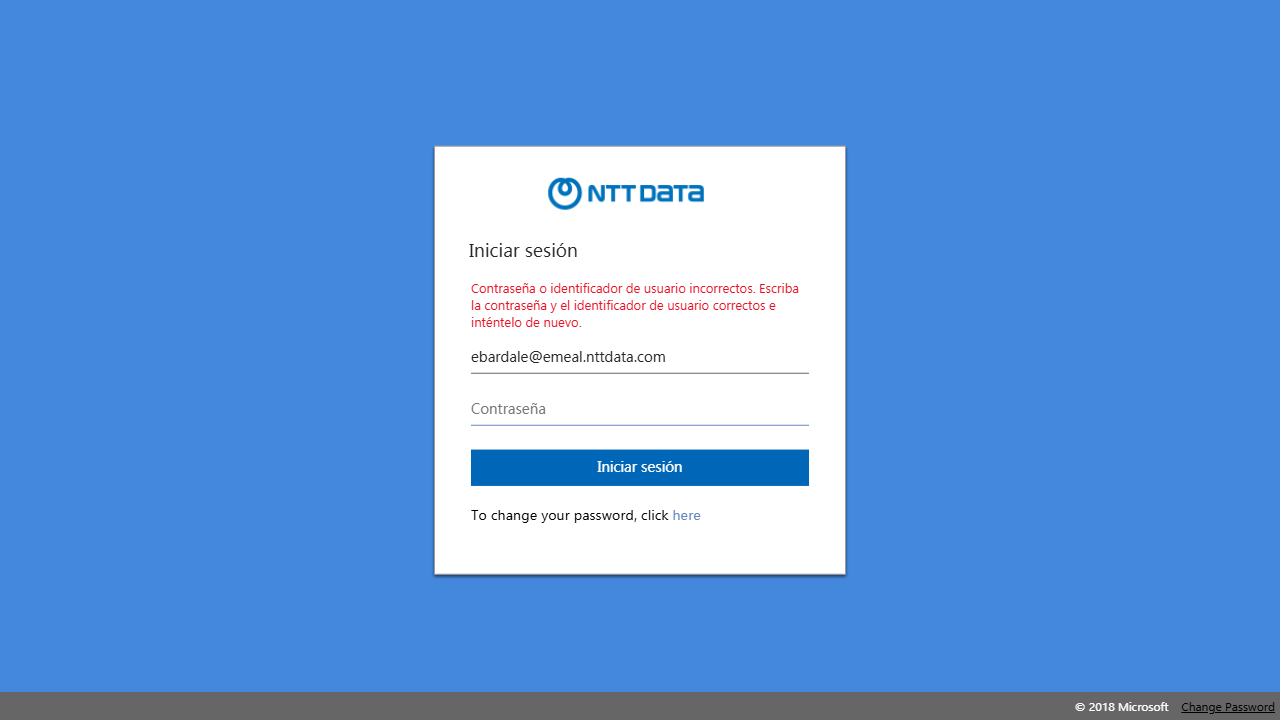 NTT DATA
Iniciar sesión
Contraseña o identificador de usuario incorrectos. Escriba
la contraseña y el identificador de usuario correctos e
inténtelo de nuevo.
ebardale@emeal.nttdata.com
Contraseña
Iniciar sesión
To change your password, click here
© 2018 Microsoft Change Password